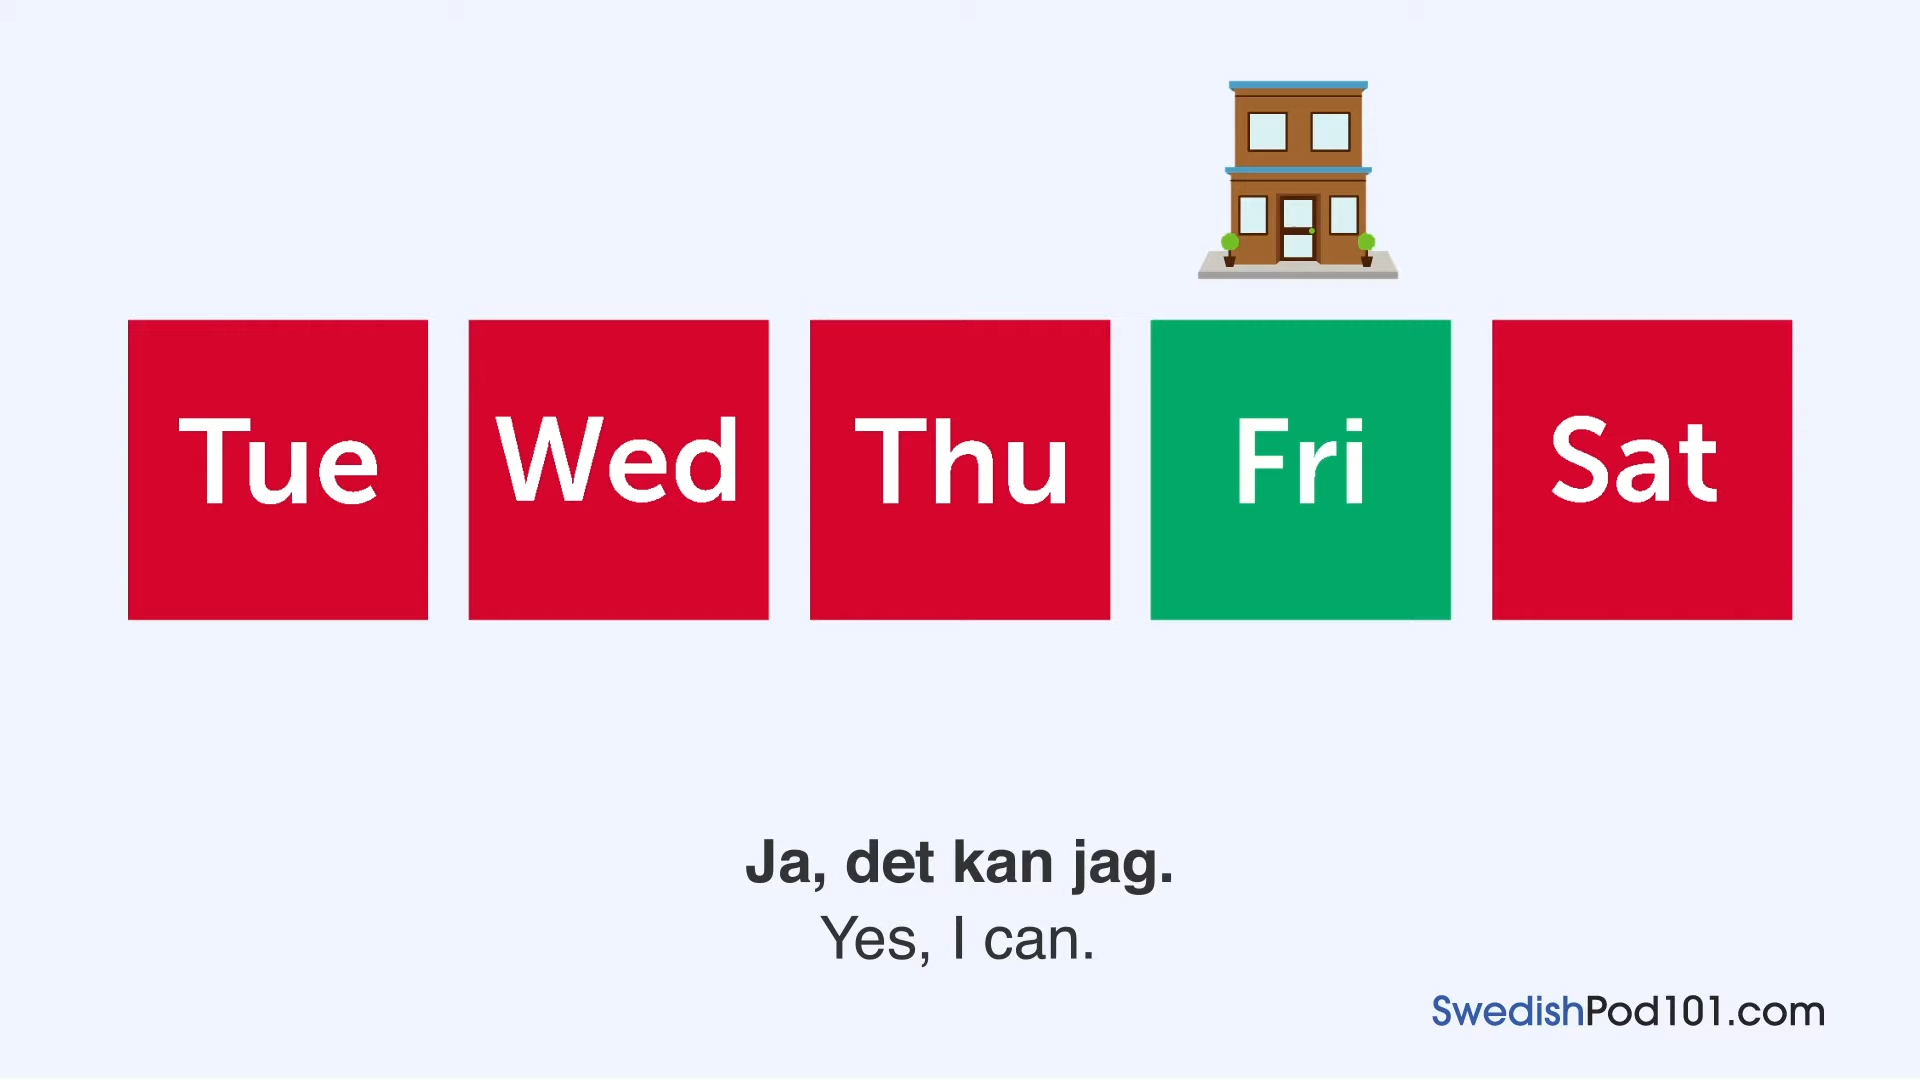 Tue Wed Thu Fri Sat
Ja, det kan jag.
Yes, I can.
SwedishPod101.com